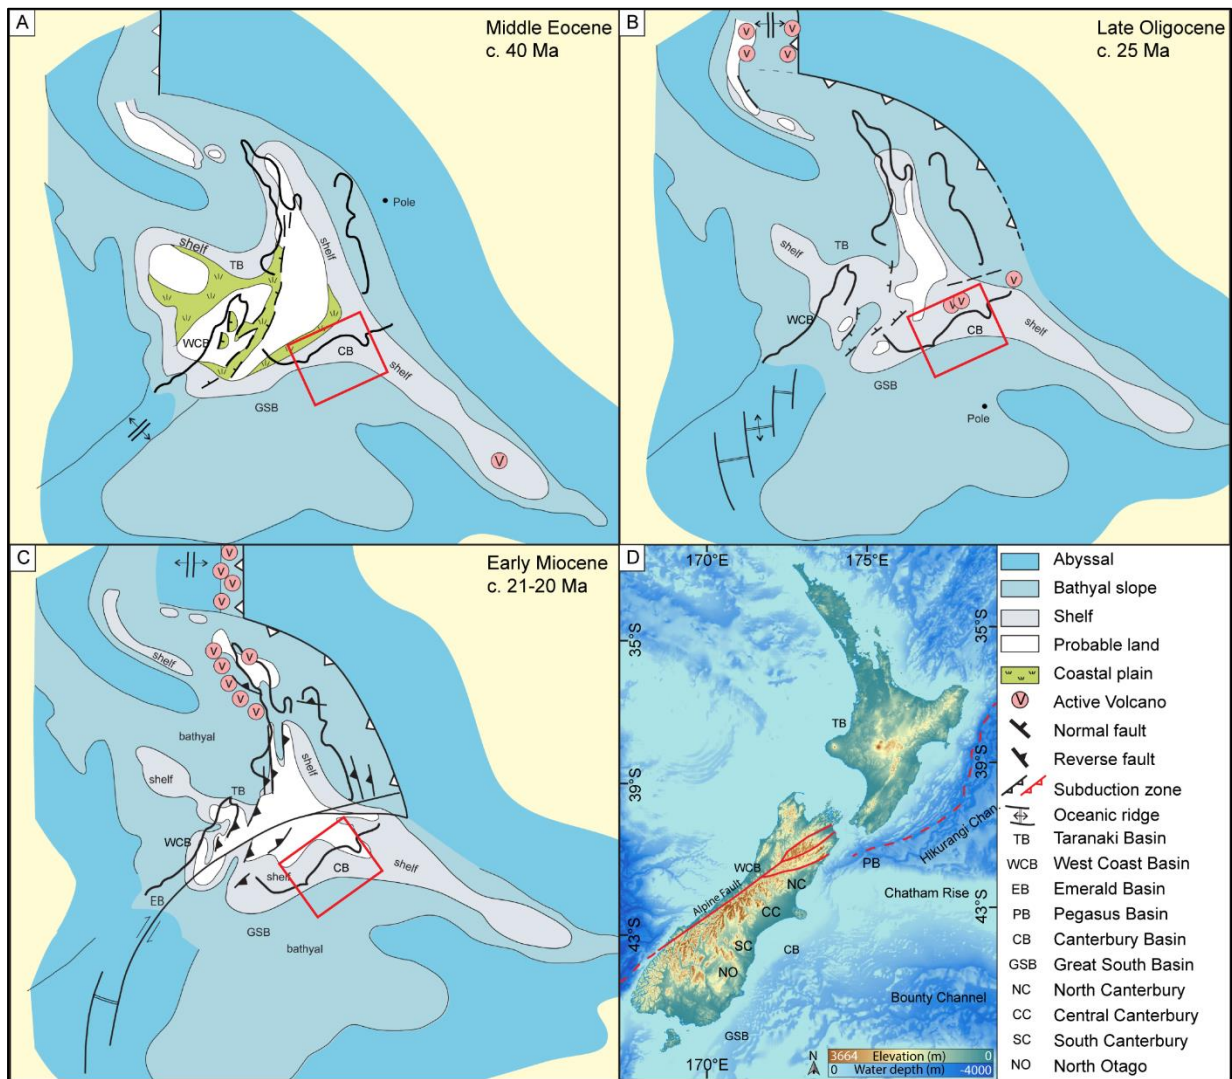 A
Middle Eocene
c. 40 Ma
Pole
shelf
TB
shelf
WCB
CB
shelf
GSB
V
B
Late Oligocene
c. 25 Ma
V V
V V
shelf
TB
V
V
WCB
CB
shelf
GSB
Pole
C
Early Miocene
c. 21-20 Ma
V
V
V
V
V
V
V
V
V
V
bathyal
shelf
shelf
TB
WCB
shelf
CB
shelf
EB
GSB
bathyal
D
170°E
175°E
35°S
35°S
TB
39°S
39°S
Hikurangi Chan.
PB
WCB
Alpine Fault
NC
Chatham Rise
CC
43°S
43°S
SC
CB
NO
Bounty Channel
GSB
170°E
N
3664 Elevation (m) 0
0 Water depth (m) -4000
Abyssal
Bathyal slope
Shelf
Probable land
Coastal plain
V Active Volcano
Normal fault
Reverse fault
Subduction zone
Oceanic ridge
TB Taranaki Basin
WCB West Coast Basin
EB Emerald Basin
PB Pegasus Basin
CB Canterbury Basin
GSB Great South Basin
NC North Canterbury
CC Central Canterbury
SC South Canterbury
NO North Otago